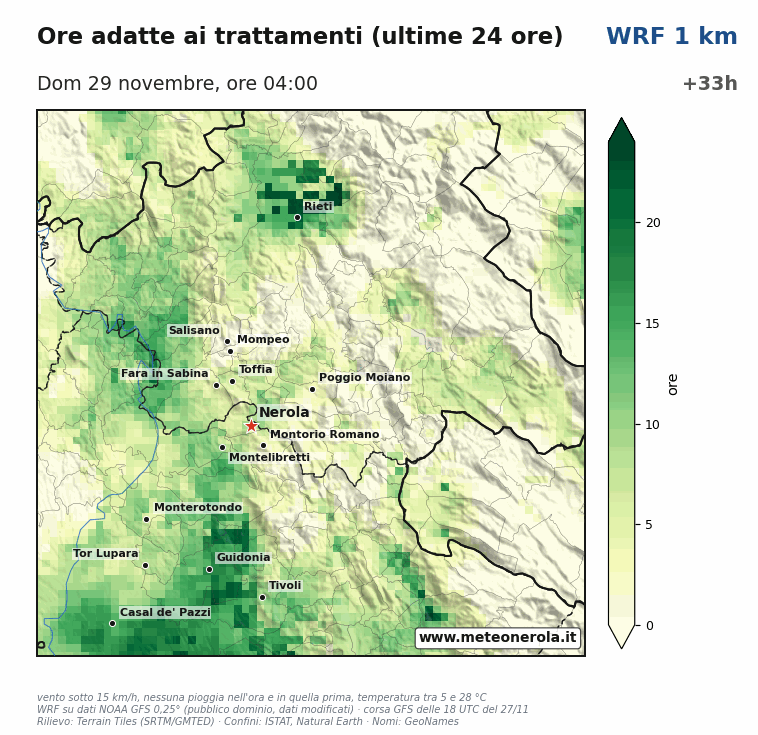 Ore adatte ai trattamenti (ultime 24 ore)
WRF 1 km
Dom 29 novembre, ore 04:00
+33h
Rieti
Salisano
Mompeo
Toffia
Fara in Sabina
Poggio Moiano
Nerola
Montorio Romano
Montelibretti
Monterotondo
Tor Lupara
Guidonia
Tivoli
Casal de' Pazzi
www.meteonerola.it
20
15
10
5
0
ore
vento sotto 15 km/h, nessuna pioggia nell'ora e in quella prima, temperatura tra 5 e 28 °C
WRF su dati NOAA GFS 0,25° (pubblico dominio, dati modificati) · corsa GFS delle 18 UTC del 27/11
Rilievo: Terrain Tiles (SRTM/GMTED) · Confini: ISTAT, Natural Earth · Nomi: GeoNames